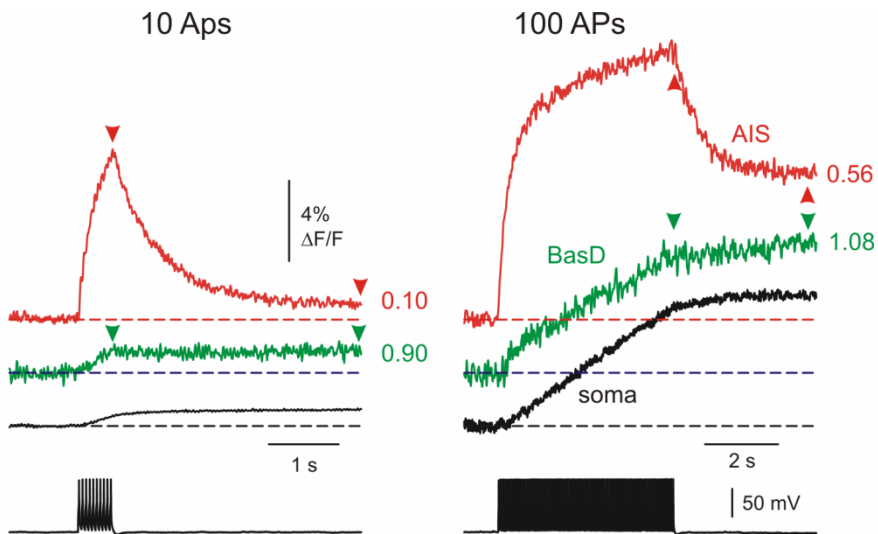 10 Aps
100 APs
AIS
4%
ΔF/F
0.56
BasD
1.08
0.10
0.90
soma
1 s
2 s
50 mV